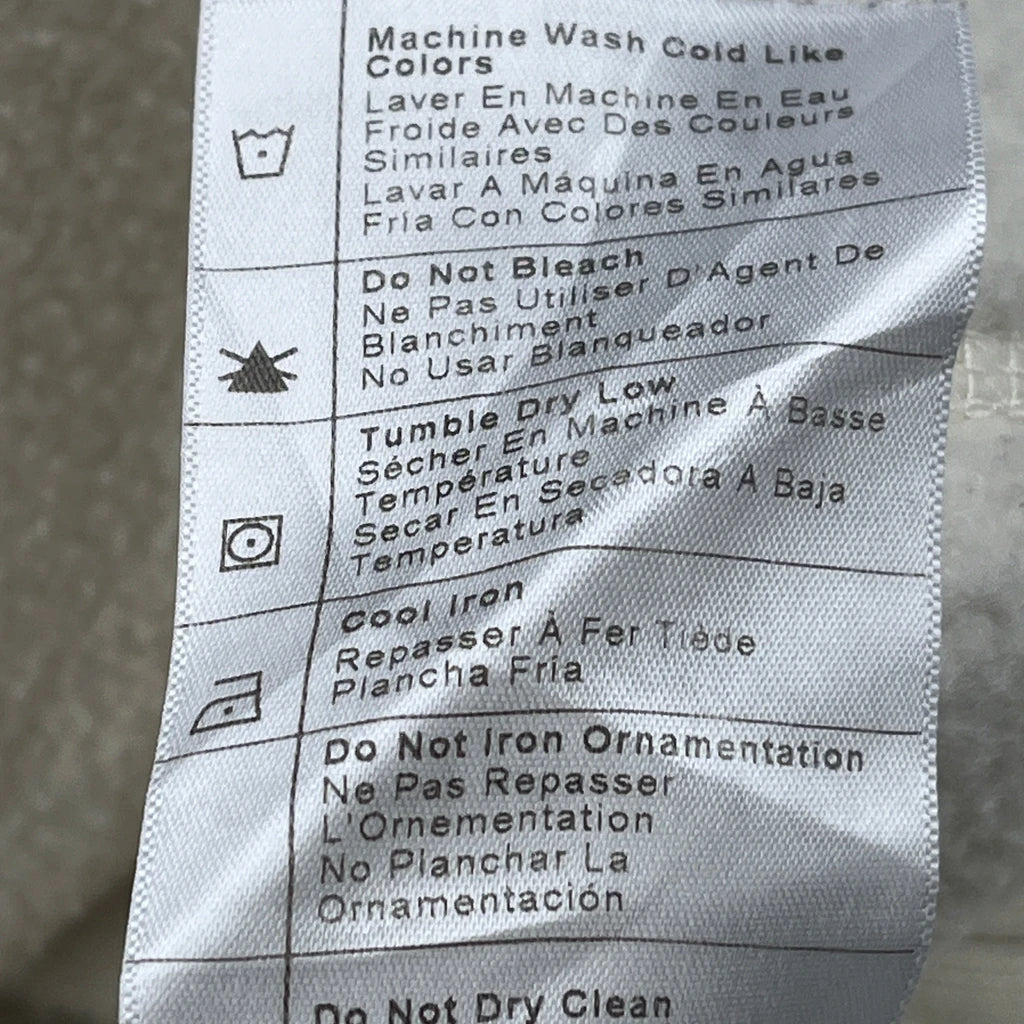 Machine Wash Cold Like
Colors
Laver En Machine En Eau
Froide Avec Des Couleurs
Similaires
Lavar A Máquina En Agua
Fria Con Colores Similares
Do Not Bleach
Ne Pas Utiliser D'Agent De
Blanchiment
No Usar Blanqueador
Tumble Dry Low
Sécher En Machine À Basse
Température
Secar En Secadora A Baja
Temperatura
Cool Iron
Repasser À Fer Tiède
Plancha Fria
Do Not Iron Ornamentation
Ne Pas Repasser
L'Ornementation
No Planchar La
Ornamentación
Do Not Dry Clean